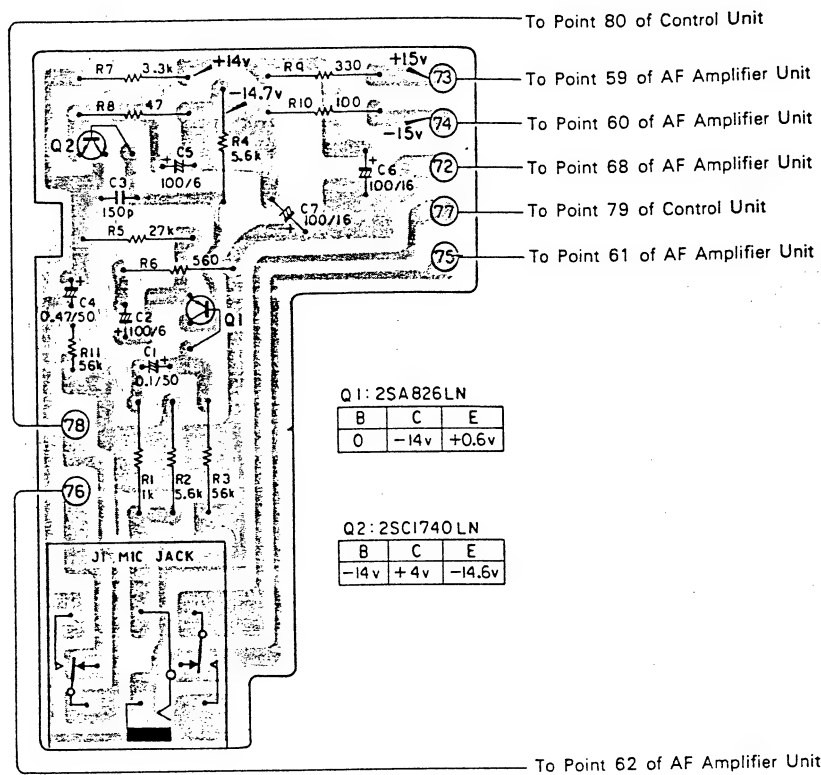 To Point 80 of Control Unit
R7 3.3k +14v R9 330 +15v 73 To Point 59 of AF Amplifier Unit
-14.7v
R8 47 R10 100 -15v 74 To Point 60 of AF Amplifier Unit
Q2 R4 5.6k
C5 100/6 C6 100/16 72 To Point 68 of AF Amplifier Unit
C3 150p C7 100/16 77 To Point 79 of Control Unit
R5 27k
R6 560 75 To Point 61 of AF Amplifier Unit
C4 0.47/50 C2 100/6 Q1
R11 56k C1 0.1/50
78
76
R1 1k R2 5.6k R3 56k
Q1:2SA826LN
B C E
0 -14v +0.6v
Q2:2SC1740LN
B C E
-14v +4v -14.6v
J1 MIC JACK
To Point 62 of AF Amplifier Unit